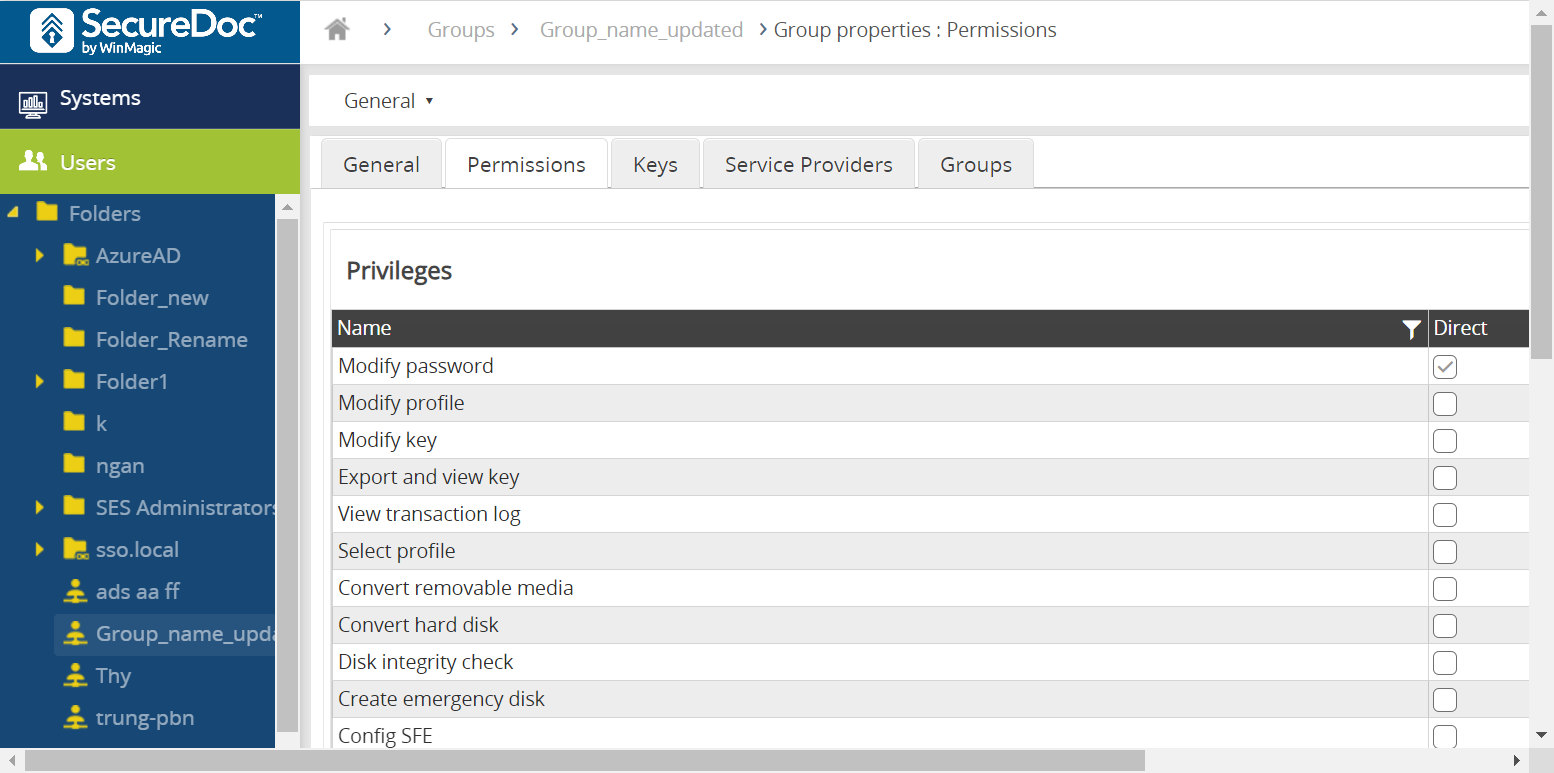 SecureDoc™
by WinMagic
Groups
Group_name_updated
Group properties : Permissions
Systems
Users
General
General
Permissions
Keys
Service Providers
Groups
Folders
AzureAD
Folder_new
Folder_Rename
Folder1
k
ngan
SES Administrators
sso.local
ads aa ff
Group_name_upda
Thy
trung-pbn
Privileges
Name
Direct
Modify password
Modify profile
Modify key
Export and view key
View transaction log
Select profile
Convert removable media
Convert hard disk
Disk integrity check
Create emergency disk
Config SFE